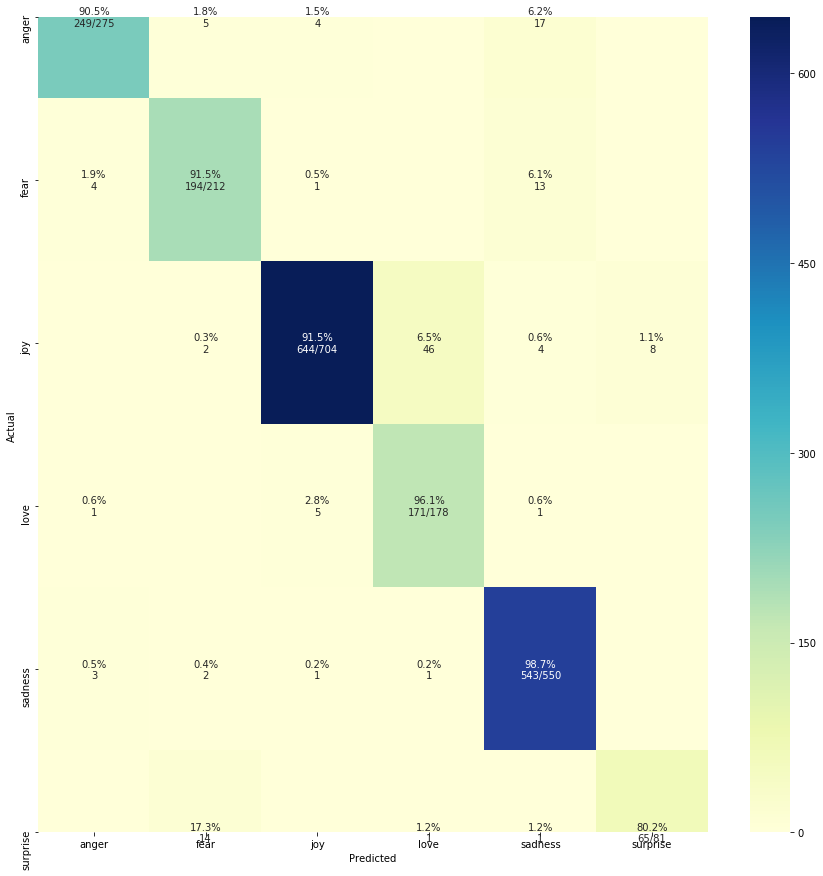 90.5% 1.8% 1.5% 6.2%
anger 249/275 5 4 17
600
1.9% 91.5% 0.5% 6.1%
fear 4 194/212 1 13
450
0.3% 91.5% 6.5% 0.6% 1.1%
joy 2 644/704 46 4 8
300
Actual
0.6% 2.8% 96.1% 0.6%
love 1 5 171/178 1
150
0.5% 0.4% 0.2% 0.2% 98.7%
sadness 3 2 1 1 543/550
17.3% 1.2% 1.2% 80.2%
surprise 14 1 1 65/81
0
anger fear joy love sadness surprise
Predicted